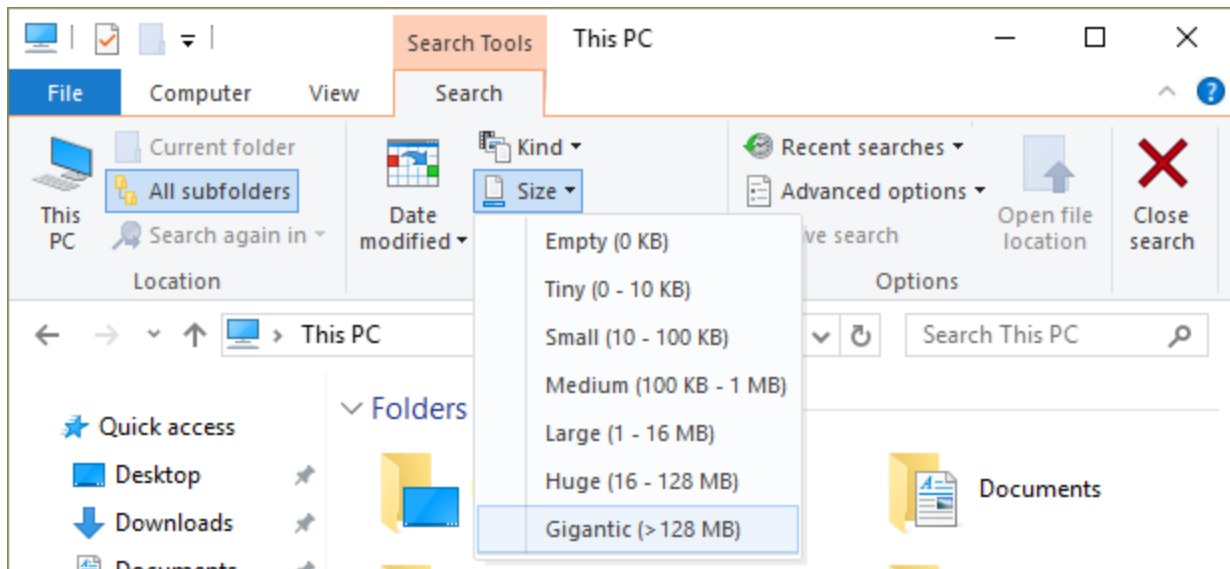 Search Tools
This PC
File
Computer
View
Search
Current folder
All subfolders
Search again in
This
PC
Location
Date
modified
Kind
Size
Recent searches
Advanced options
ve search
Options
Open file
location
Close
search
Empty (0 KB)
Tiny (0 - 10 KB)
Small (10 - 100 KB)
Medium (100 KB - 1 MB)
Large (1 - 16 MB)
Huge (16 - 128 MB)
Gigantic (> 128 MB)
This PC
Search This PC
Quick access
Desktop
Downloads
Documents
Folders
Documents